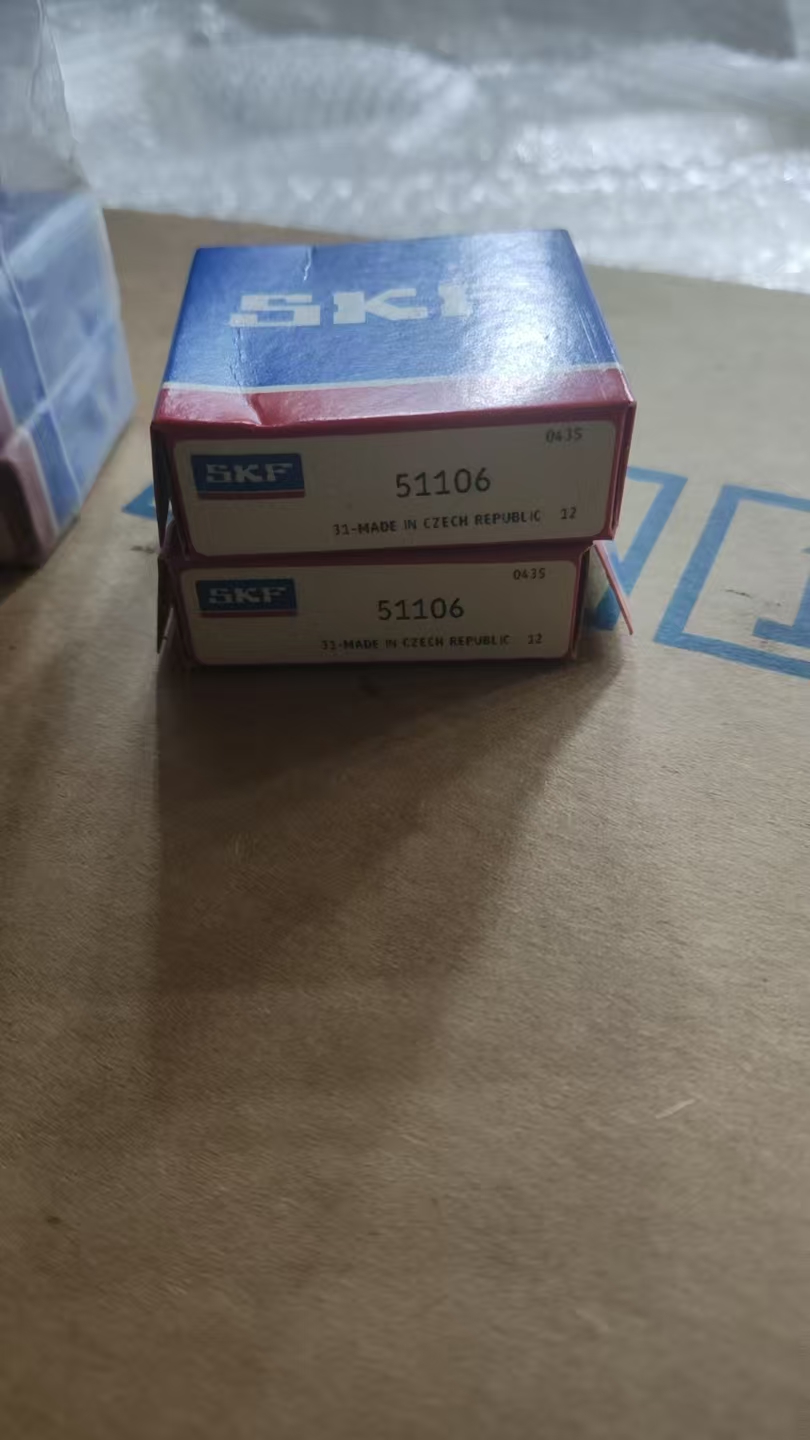 SKF
0435
SKF
51106
31-MADE IN CZECH REPUBLIC 12
0435
SKF
51106
31-MADE IN CZECH REPUBLIC 12